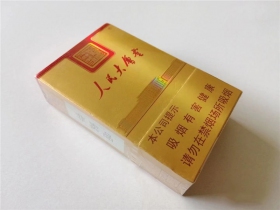 人民大會堂
本公司提示
吸烟有害健康
请勿在禁烟场所吸烟